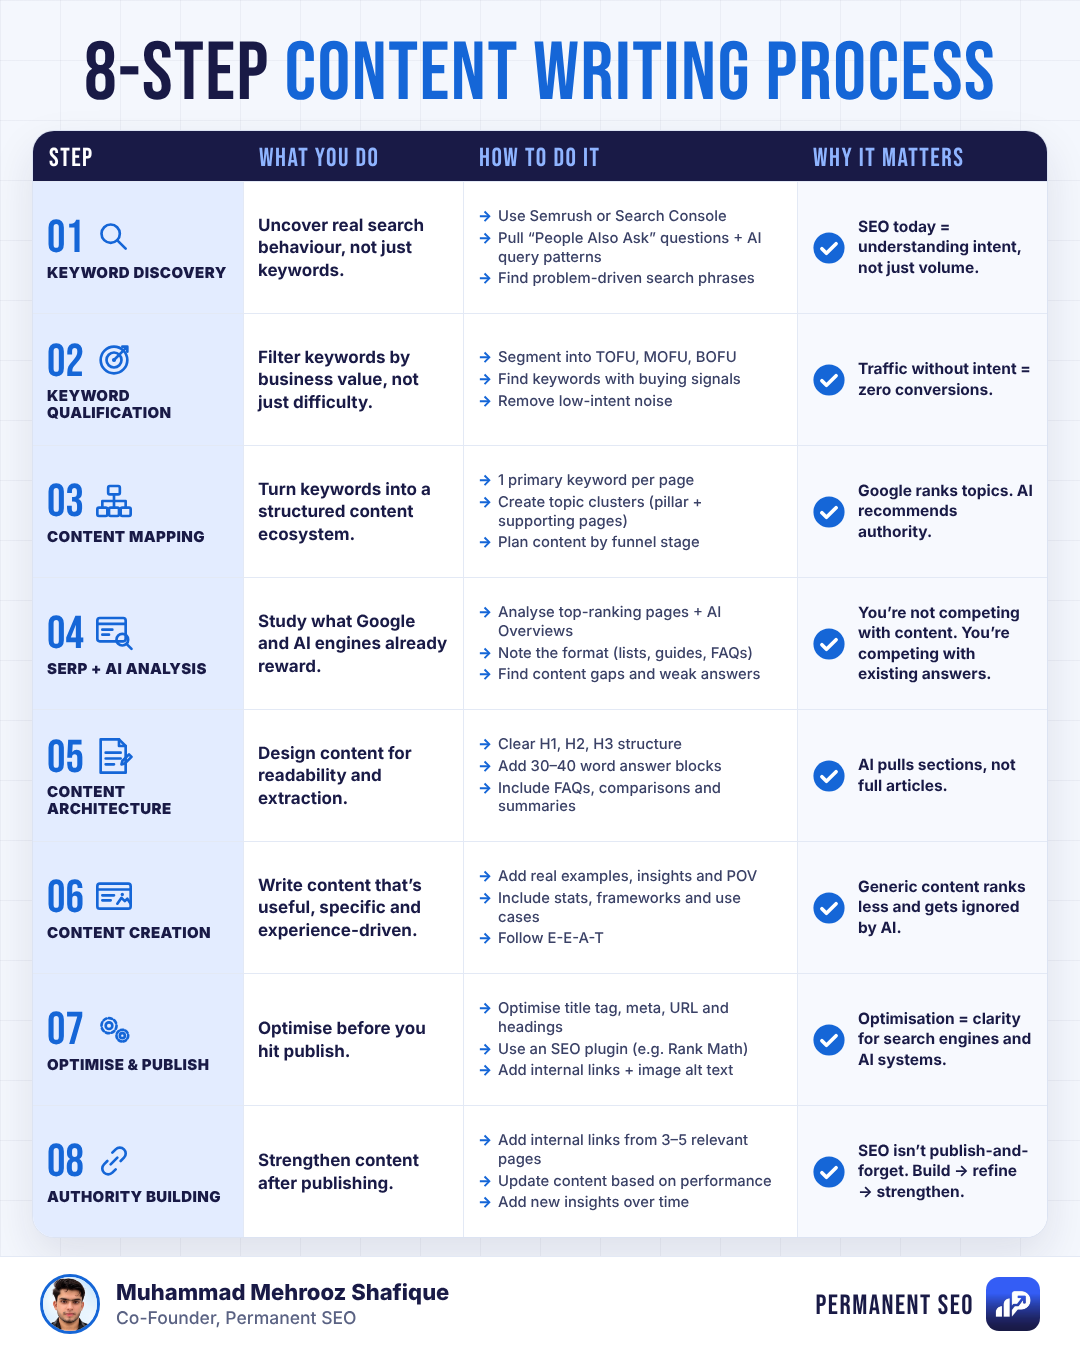 8-STEP CONTENT WRITING PROCESS
STEP
WHAT YOU DO
HOW TO DO IT
WHY IT MATTERS
01
KEYWORD DISCOVERY
Uncover real search
behaviour, not just
keywords.
→ Use Semrush or Search Console
→ Pull “People Also Ask” questions + AI
query patterns
→ Find problem-driven search phrases
SEO today =
understanding intent,
not just volume.
02
KEYWORD
QUALIFICATION
Filter keywords by
business value, not
just difficulty.
→ Segment into TOFU, MOFU, BOFU
→ Find keywords with buying signals
→ Remove low-intent noise
Traffic without intent =
zero conversions.
03
CONTENT MAPPING
Turn keywords into a
structured content
ecosystem.
→ 1 primary keyword per page
→ Create topic clusters (pillar +
supporting pages)
→ Plan content by funnel stage
Google ranks topics. AI
recommends
authority.
04
SERP + AI ANALYSIS
Study what Google
and AI engines already
reward.
→ Analyse top-ranking pages + AI
Overviews
→ Note the format (lists, guides, FAQs)
→ Find content gaps and weak answers
You’re not competing
with content. You’re
competing with
existing answers.
05
CONTENT
ARCHITECTURE
Design content for
readability and
extraction.
→ Clear H1, H2, H3 structure
→ Add 30–40 word answer blocks
→ Include FAQs, comparisons and
summaries
AI pulls sections, not
full articles.
06
CONTENT CREATION
Write content that’s
useful, specific and
experience-driven.
→ Add real examples, insights and POV
→ Include stats, frameworks and use
cases
→ Follow E-E-A-T
Generic content ranks
less and gets ignored
by AI.
07
OPTIMISE & PUBLISH
Optimise before you
hit publish.
→ Optimise title tag, meta, URL and
headings
→ Use an SEO plugin (e.g. Rank Math)
→ Add internal links + image alt text
Optimisation = clarity
for search engines and
AI systems.
08
AUTHORITY BUILDING
Strengthen content
after publishing.
→ Add internal links from 3–5 relevant
pages
→ Update content based on performance
→ Add new insights over time
SEO isn’t publish-and-
forget. Build → refine
→ strengthen.
Muhammad Mehrooz Shafique
Co-Founder, Permanent SEO
PERMANENT SEO